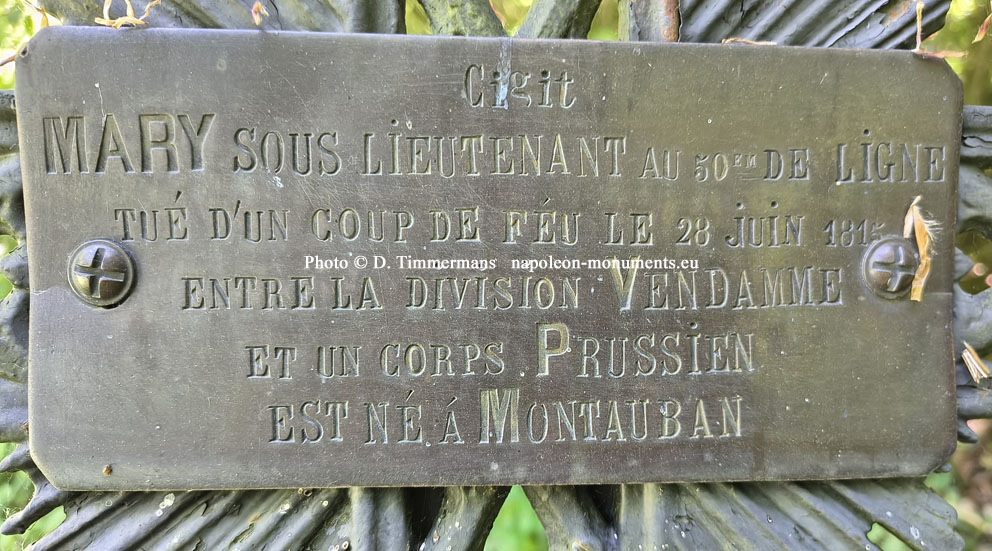 Cigit
MARY SOUS LIEUTENANT AU 50EM DE LIGNE
TUÉ D'UN COUP DE FÉU LE 28 JUIN 1815
Photo © D. Timmermans napoleon-monuments.eu
ENTRE LA DIVISION VENDAMME
ET UN CORPS PRUSSIEN
EST NÉ Á MONTAUBAN